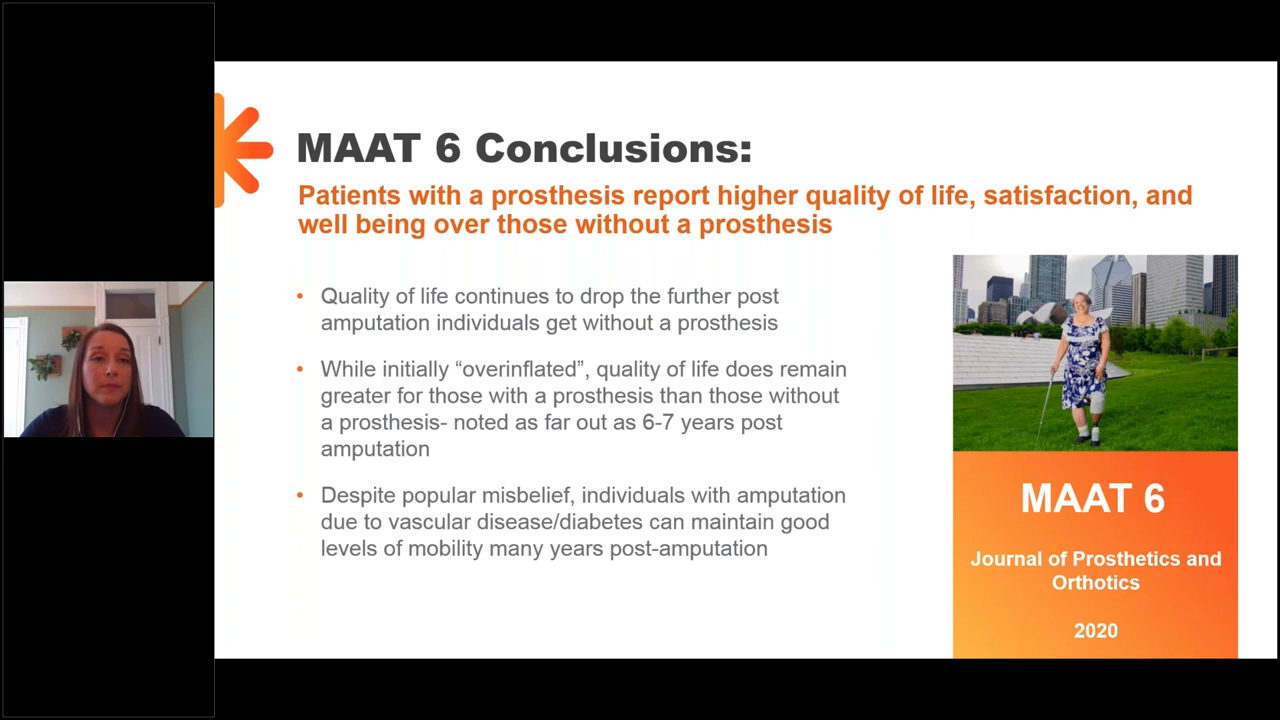 MAAT 6 Conclusions:
Patients with a prosthesis report higher quality of life, satisfaction, and
well being over those without a prosthesis
• Quality of life continues to drop the further post
amputation individuals get without a prosthesis
• While initially “overinflated”, quality of life does remain
greater for those with a prosthesis than those without
a prosthesis- noted as far out as 6-7 years post
amputation
• Despite popular misbelief, individuals with amputation
due to vascular disease/diabetes can maintain good
levels of mobility many years post-amputation
MAAT 6
Journal of Prosthetics and
Orthotics
2020